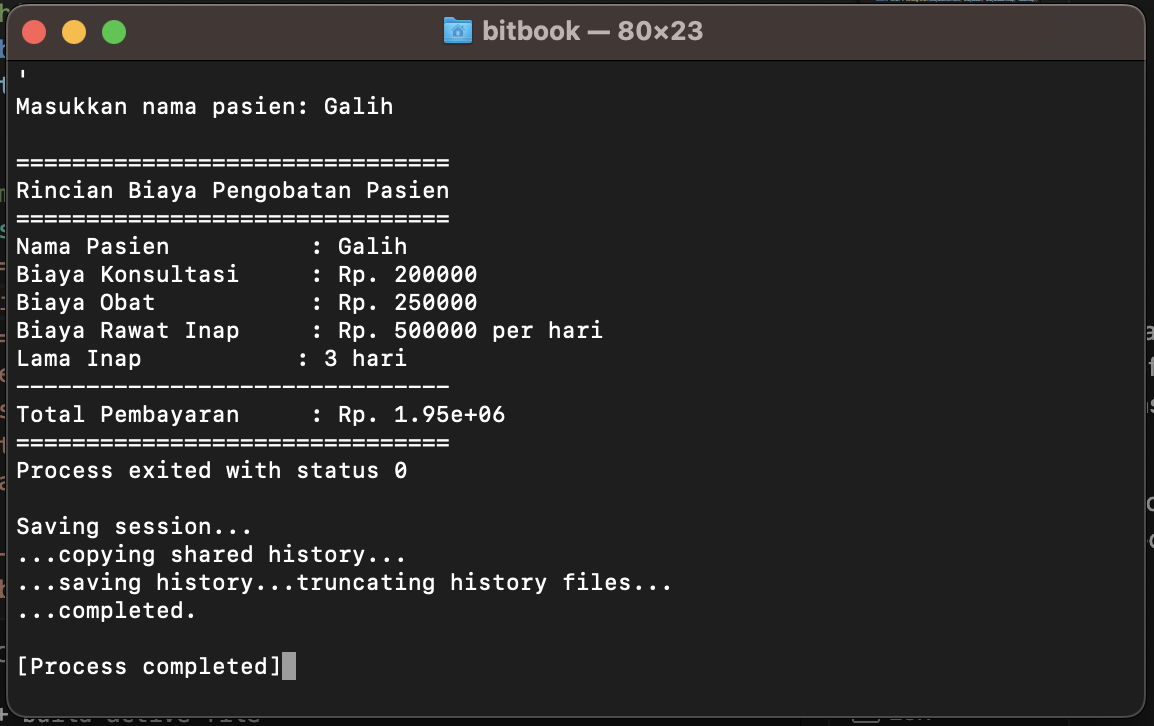 bitbook — 80×23
'
Masukkan nama pasien: Galih
===============================
Rincian Biaya Pengobatan Pasien
===============================
Nama Pasien          : Galih
Biaya Konsultasi     : Rp. 200000
Biaya Obat           : Rp. 250000
Biaya Rawat Inap     : Rp. 500000 per hari
Lama Inap           : 3 hari
-------------------------------
Total Pembayaran     : Rp. 1.95e+06
===============================
Process exited with status 0
Saving session...
...copying shared history...
...saving history...truncating history files...
...completed.
[Process completed]